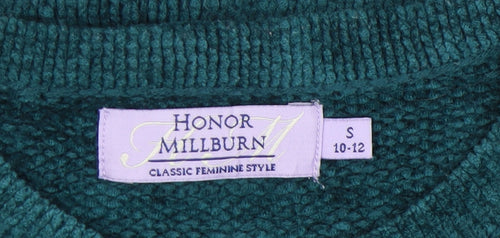 HONOR
MILLBURN
CLASSIC FEMININE STYLE
S
10-12